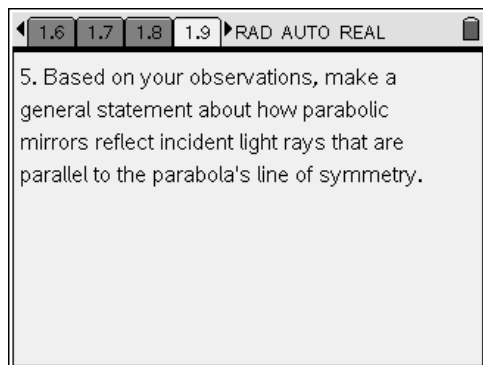 1.6 1.7 1.8 1.9 RAD AUTO REAL
5. Based on your observations, make a
general statement about how parabolic
mirrors reflect incident light rays that are
parallel to the parabola's line of symmetry.